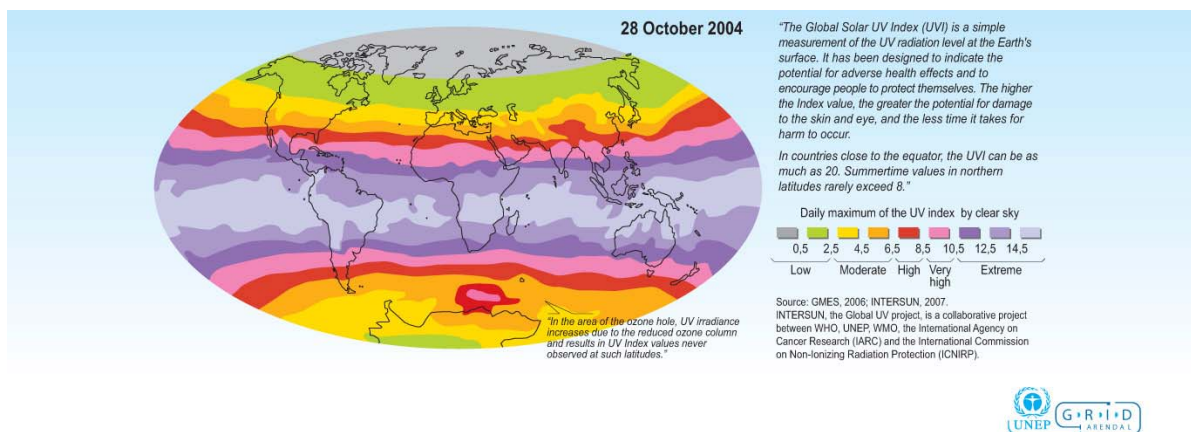 28 October 2004
“The Global Solar UV Index (UVI) is a simple
measurement of the UV radiation level at the Earth's
surface. It has been designed to indicate the
potential for adverse health effects and to
encourage people to protect themselves. The higher
the Index value, the greater the potential for damage
to the skin and eye, and the less time it takes for
harm to occur.
In countries close to the equator, the UVI can be as
much as 20. Summertime values in northern
latitudes rarely exceed 8.”
Daily maximum of the UV index by clear sky
0,5 2,5 4,5 6,5 8,5 10,5 12,5 14,5
Low Moderate High Very
high Extreme
Source: GMES, 2006; INTERSUN, 2007.
INTERSUN, the Global UV project, is a collaborative project
between WHO, UNEP, WMO, the International Agency on
Cancer Research (IARC) and the International Commission
on Non-Ionizing Radiation Protection (ICNIRP).
“In the area of the ozone hole, UV irradiance
increases due to the reduced ozone column
and results in UV Index values never
observed at such latitudes.”
UNEP
G R I D
ARENDAL